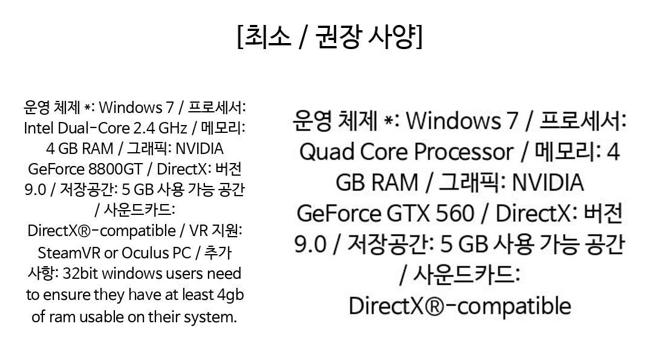 [최소 / 권장 사양]
운영 체제 *: Windows 7 / 프로세서:
Intel Dual-Core 2.4 GHz / 메모리:
4 GB RAM / 그래픽: NVIDIA
GeForce 8800GT / DirectX: 버전
9.0 / 저장공간: 5 GB 사용 가능 공간
/ 사운드카드:
DirectX®-compatible / VR 지원:
SteamVR or Oculus PC / 추가
사항: 32bit windows users need
to ensure they have at least 4gb
of ram usable on their system.
운영 체제 *: Windows 7 / 프로세서:
Quad Core Processor / 메모리: 4
GB RAM / 그래픽: NVIDIA
GeForce GTX 560 / DirectX: 버전
9.0 / 저장공간: 5 GB 사용 가능 공간
/ 사운드카드:
DirectX®-compatible